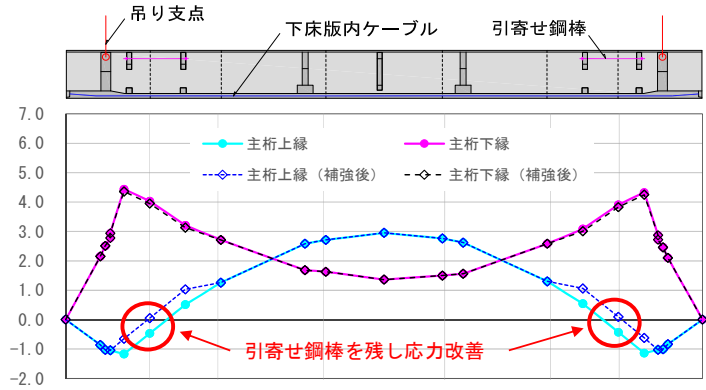 吊り支点
下床版内ケーブル
引寄せ鋼棒
7.0
6.0
5.0
4.0
3.0
2.0
1.0
0.0
-1.0
-2.0
主桁上縁
主桁下縁
主桁上縁（補強後）
主桁下縁（補強後）
引寄せ鋼棒を残し応力改善